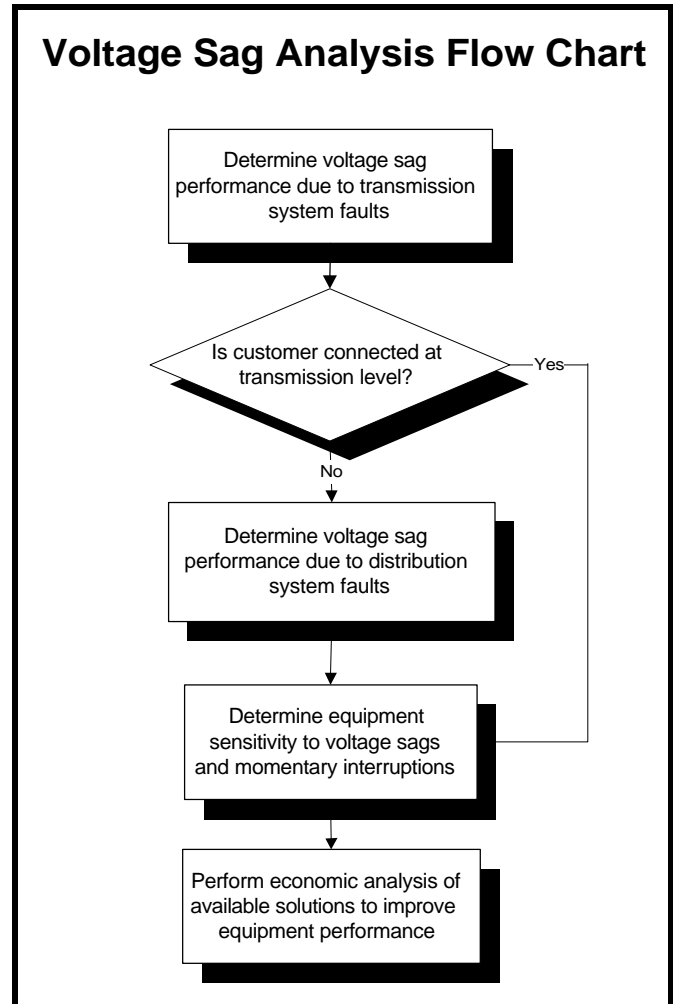 Voltage Sag Analysis Flow Chart
Determine voltage sag
performance due to transmission
system faults
Is customer connected at
transmission level?
Yes
No
Determine voltage sag
performance due to distribution
system faults
Determine equipment
sensitivity to voltage sags
and momentary interruptions
Perform economic analysis of
available solutions to improve
equipment performance